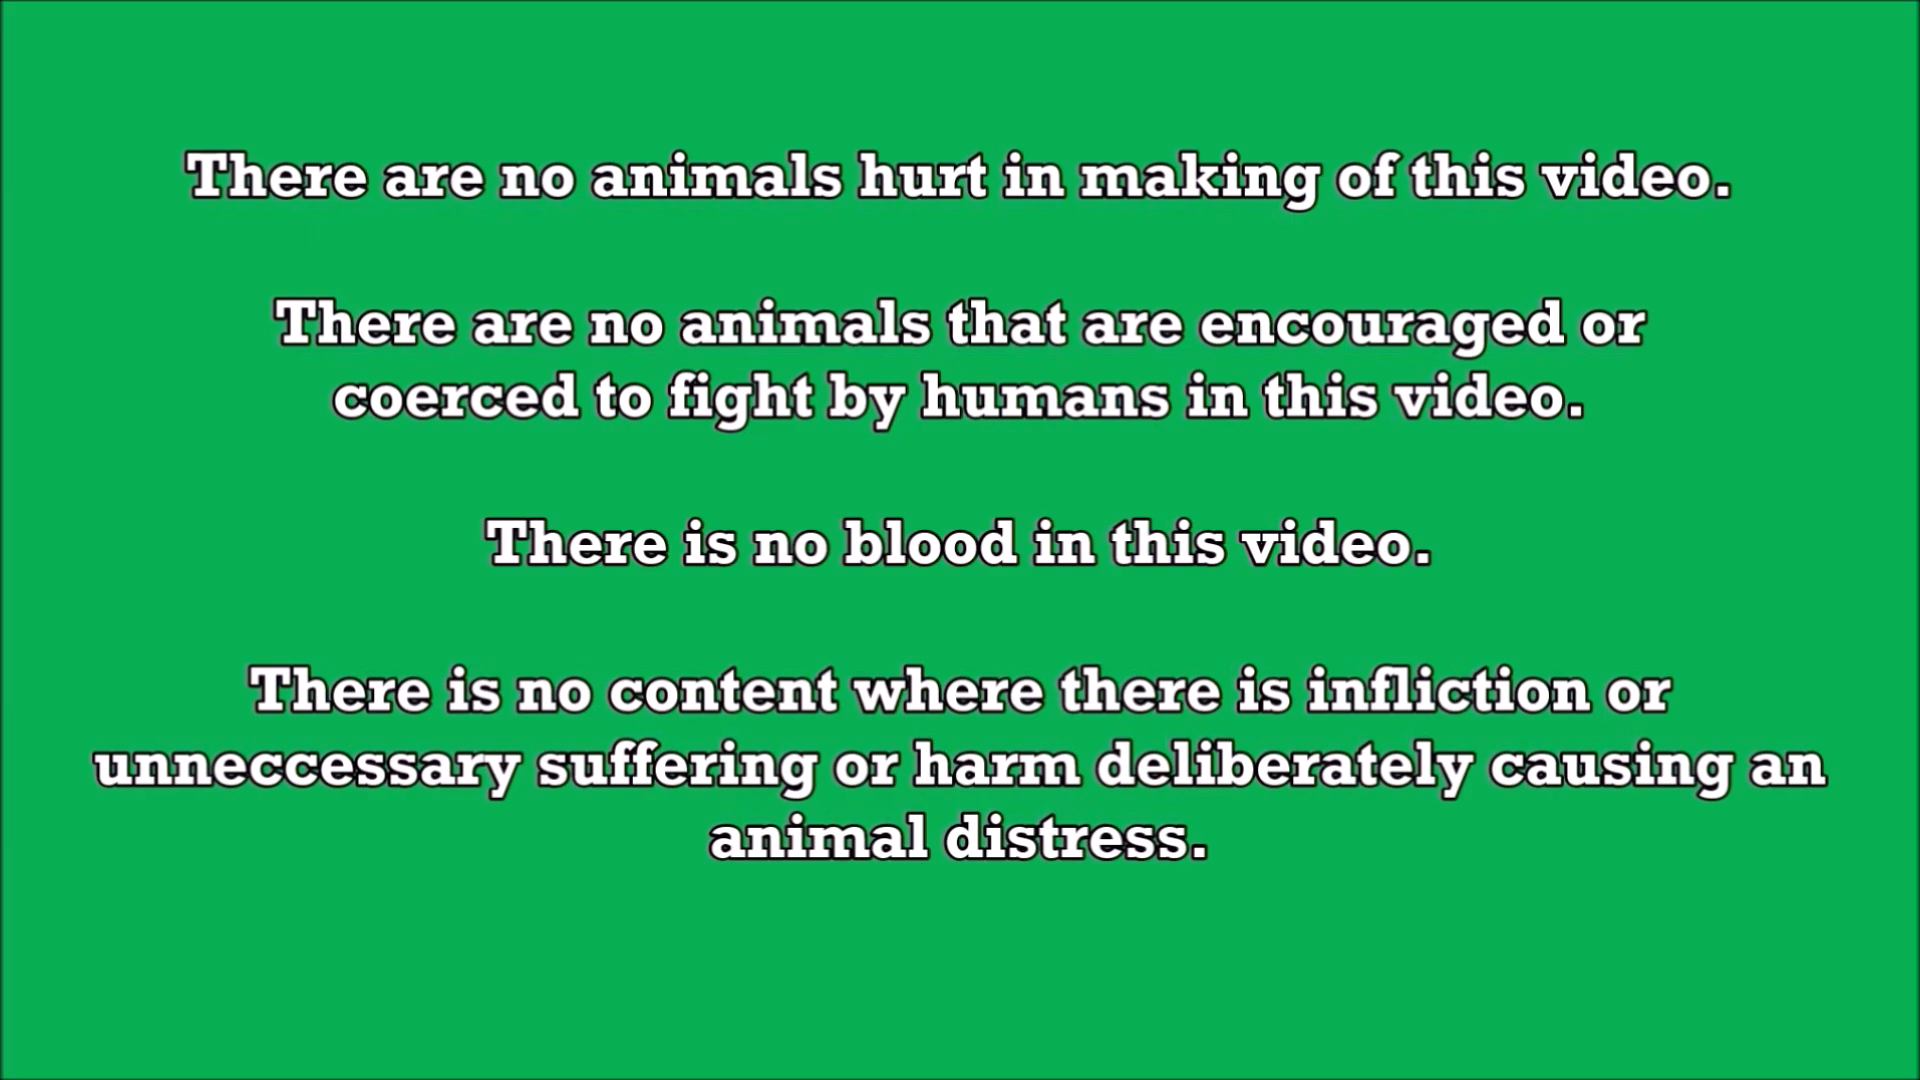 There are no animals hurt in making of this video.
There are no animals that are encouraged or
coerced to fight by humans in this video.
There is no blood in this video.
There is no content where there is infliction or
unneccessary suffering or harm deliberately causing an
animal distress.